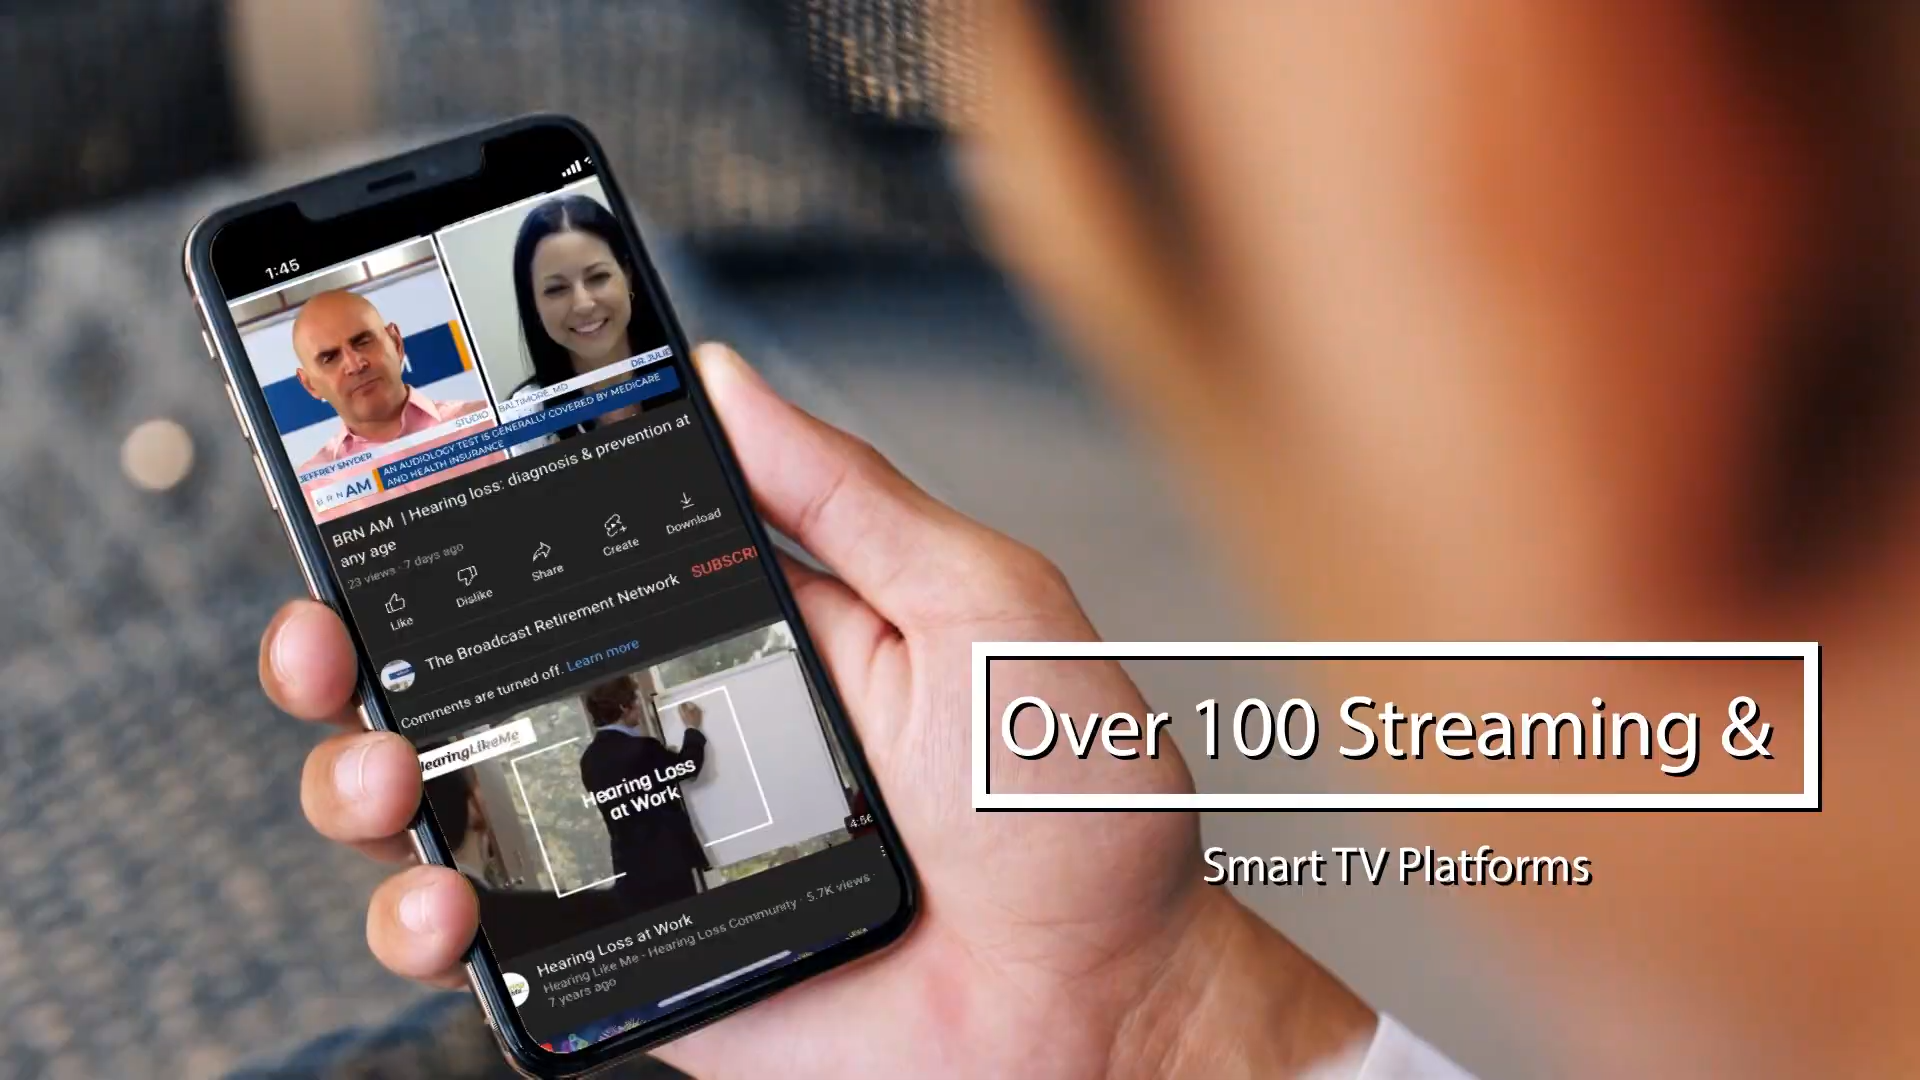 1:45
STUDIO
JEFFREY SNYDER
BALTIMORE, MD
DR. JULIE
BRN AM
AN AUDIOLOGY TEST IS GENERALLY COVERED BY MEDICARE
AND HEALTH INSURANCE
BRN AM | Hearing loss: diagnosis & prevention at
any age
23 views · 7 days ago
Like
Dislike
Share
Create
Download
The Broadcast Retirement Network
SUBSCRI
Comments are turned off. Learn more
HearingLikeMe
Hearing Loss
at Work
4:56
Hearing Loss at Work
Hearing Like Me - Hearing Loss Community · 5.7K views ·
7 years ago
Over 100 Streaming &
Smart TV Platforms